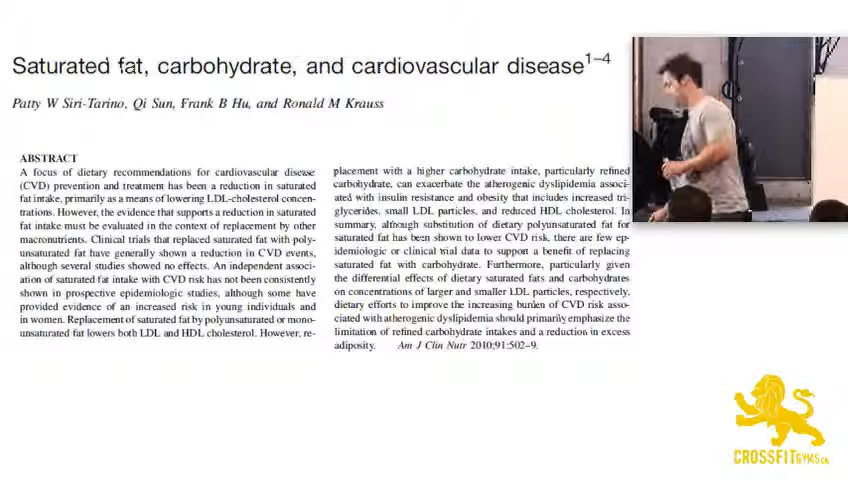 Saturated fat, carbohydrate, and cardiovascular disease1–4
Patty W Siri-Tarino, Qi Sun, Frank B Hu, and Ronald M Krauss
ABSTRACT
A focus of dietary recommendations for cardiovascular disease
(CVD) prevention and treatment has been a reduction in saturated
fat intake, primarily as a means of lowering LDL-cholesterol concen-
trations. However, the evidence that supports a reduction in saturated
fat intake must be evaluated in the context of replacement by other
macronutrients. Clinical trials that replaced saturated fat with poly-
unsaturated fat have generally shown a reduction in CVD events,
although several studies showed no effects. An independent associ-
ation of saturated fat intake with CVD risk has not been consistently
shown in prospective epidemiologic studies, although some have
provided evidence of an increased risk in young individuals and
in women. Replacement of saturated fat by polyunsaturated or mono-
unsaturated fat lowers both LDL and HDL cholesterol. However, re-
placement with a higher carbohydrate intake, particularly refined
carbohydrate, can exacerbate the atherogenic dyslipidemia associ-
ated with insulin resistance and obesity that includes increased tri-
glycerides, small LDL particles, and reduced HDL cholesterol. In
summary, although substitution of dietary polyunsaturated fat for
saturated fat has been shown to lower CVD risk, there are few ep-
idemiologic or clinical trial data to support a benefit of replacing
saturated fat with carbohydrate. Furthermore, particularly given
the differential effects of dietary saturated fats and carbohydrates
on concentrations of larger and smaller LDL particles, respectively,
dietary efforts to improve the increasing burden of CVD risk asso-
ciated with atherogenic dyslipidemia should primarily emphasize the
limitation of refined carbohydrate intakes and a reduction in excess
adiposity. Am J Clin Nutr 2010;91:502–9.
CROSSFITGYMS.CA